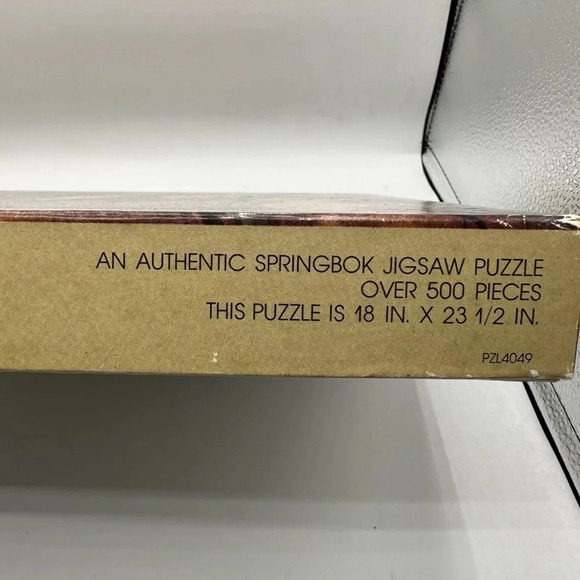 AN AUTHENTIC SPRINGBOK JIGSAW PUZZLE
OVER 500 PIECES
THIS PUZZLE IS 18 IN. X 23 1/2 IN.
PZL4049